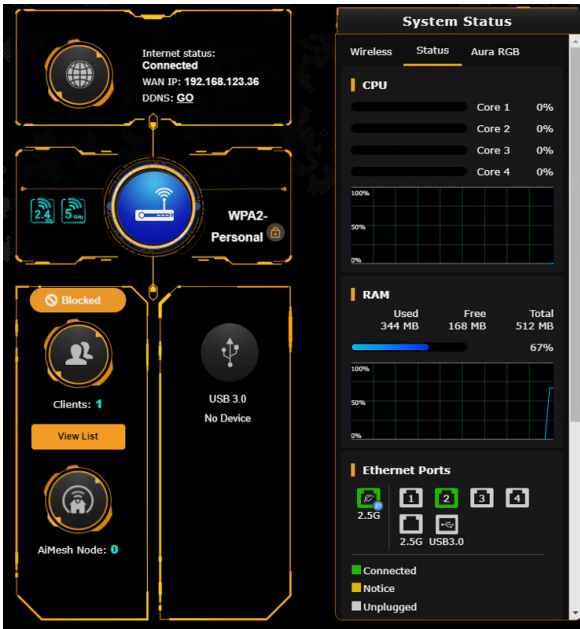 System Status
Internet status:
Connected
WAN IP: 192.168.123.36
DDNS: GO
2.4
5 GHz
WPA2-
Personal
Blocked
Clients: 1
View List
AiMesh Node: 0
USB 3.0
No Device
Wireless Status Aura RGB
CPU
Core 1 0%
Core 2 0%
Core 3 0%
Core 4 0%
100%
50%
0%
RAM
Used Free Total
344 MB 168 MB 512 MB
67%
100%
50%
0%
Ethernet Ports
1 2 3 4
2.5G
2.5G USB3.0
Connected
Notice
Unplugged